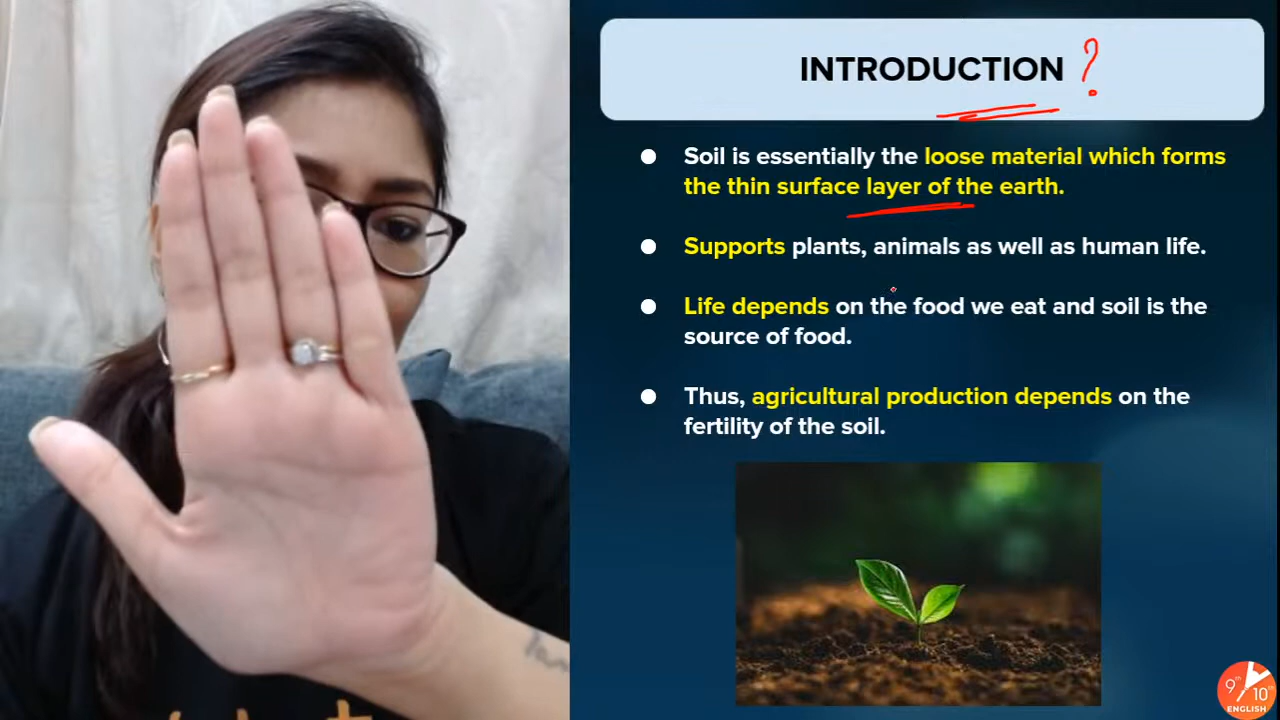 INTRODUCTION ?
Soil is essentially the loose material which forms
the thin surface layer of the earth.
Supports plants, animals as well as human life.
Life depends on the food we eat and soil is the
source of food.
Thus, agricultural production depends on the
fertility of the soil.
9th
10th
ENGLISH